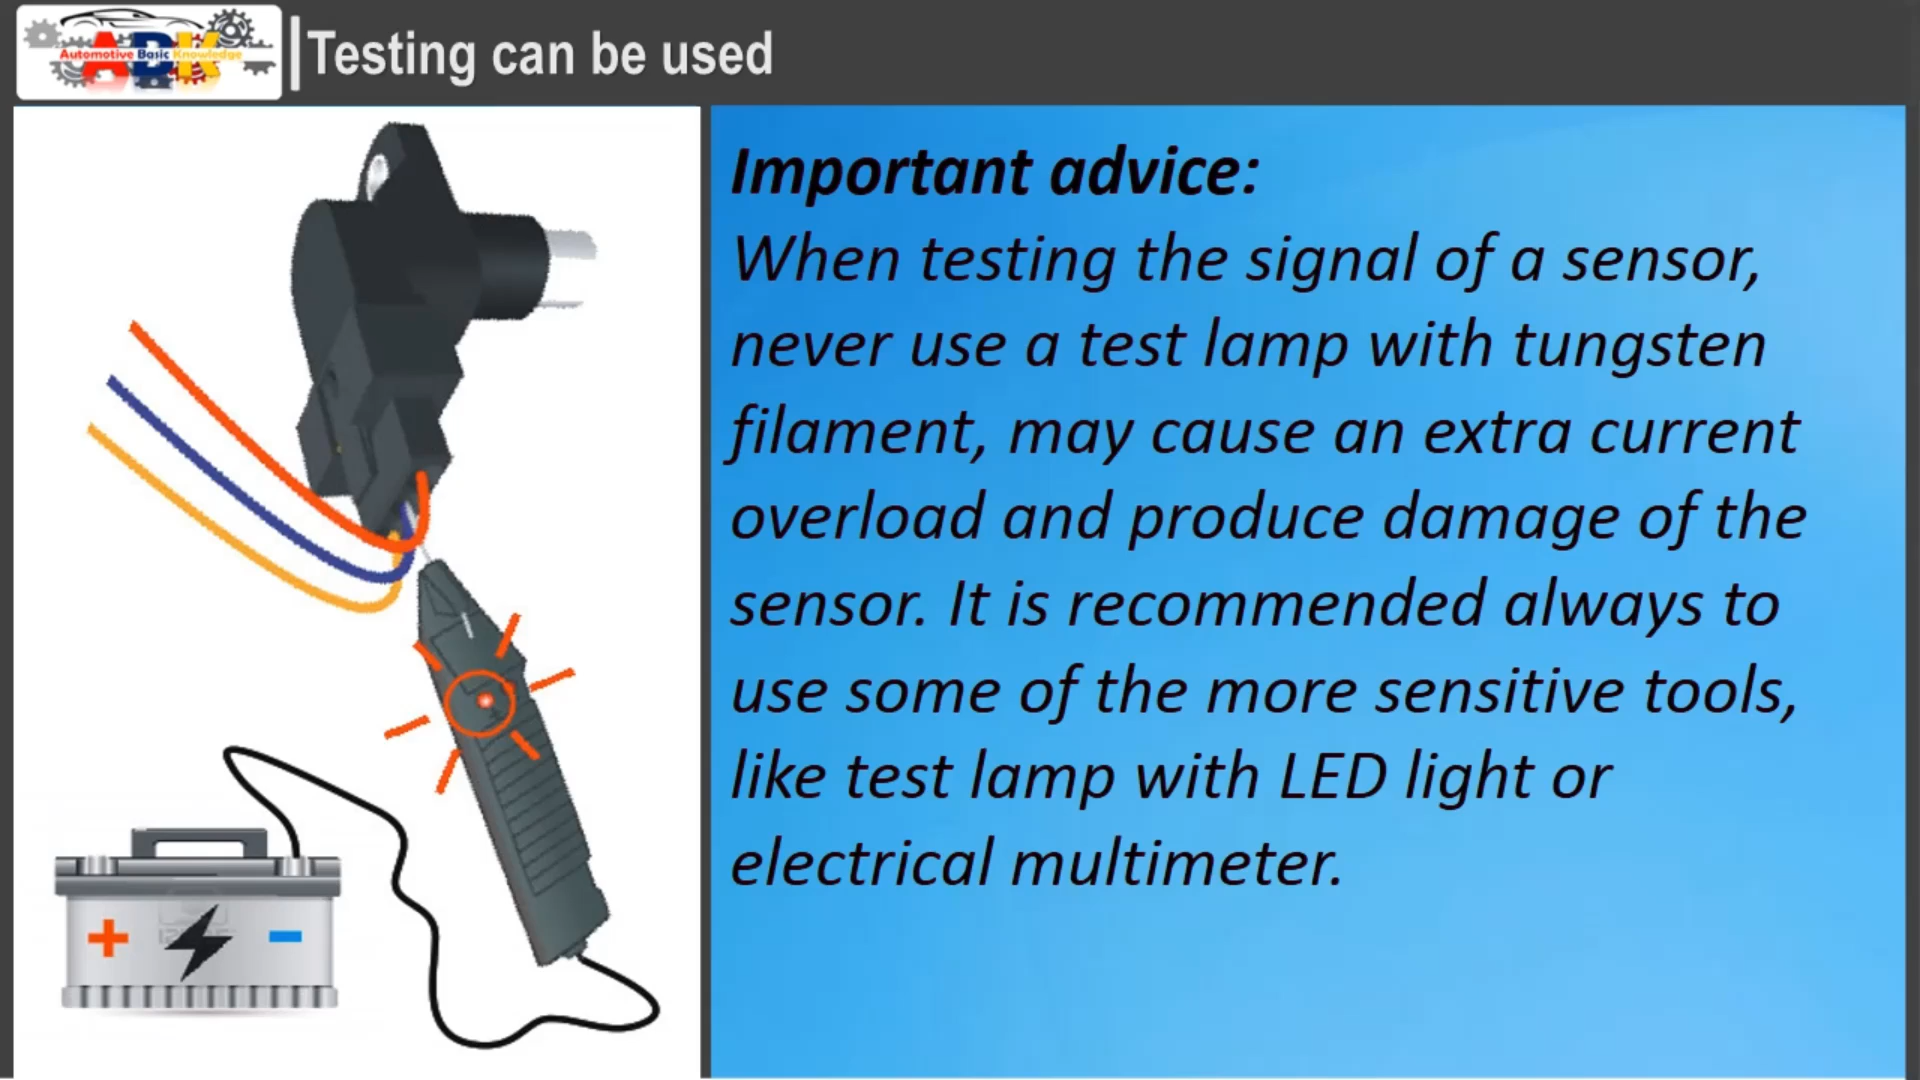 ABK
Automotive Basic Knowledge
Testing can be used
Important advice:
When testing the signal of a sensor,
never use a test lamp with tungsten
filament, may cause an extra current
overload and produce damage of the
sensor. It is recommended always to
use some of the more sensitive tools,
like test lamp with LED light or
electrical multimeter.
+
-